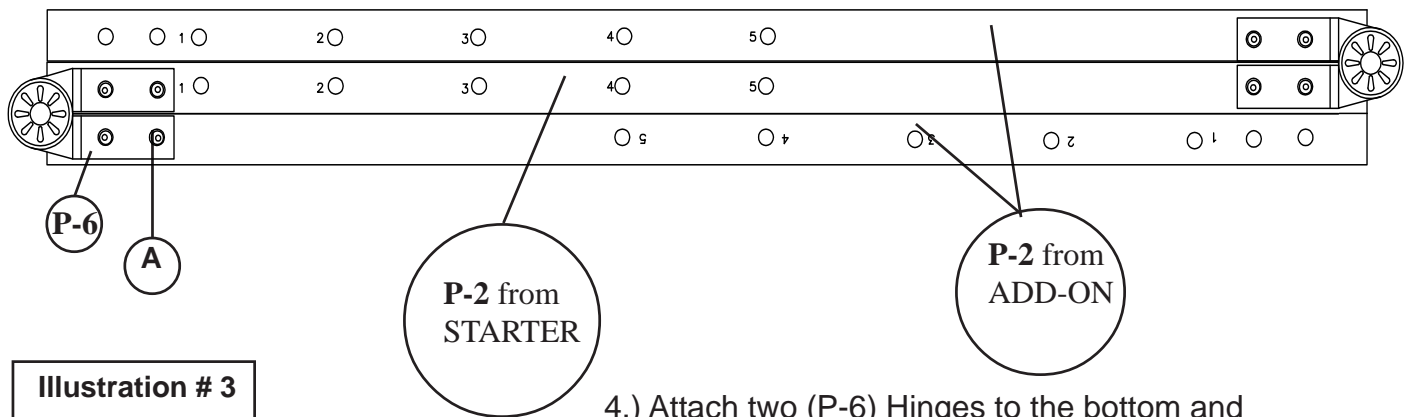 1 2 3 4 5
1 2 3 4 5
5 4 3 2 1
P-6
A
P-2 from
STARTER
P-2 from
ADD-ON
Illustration # 3
4.) Attach two (P-6) Hinges to the bottom and